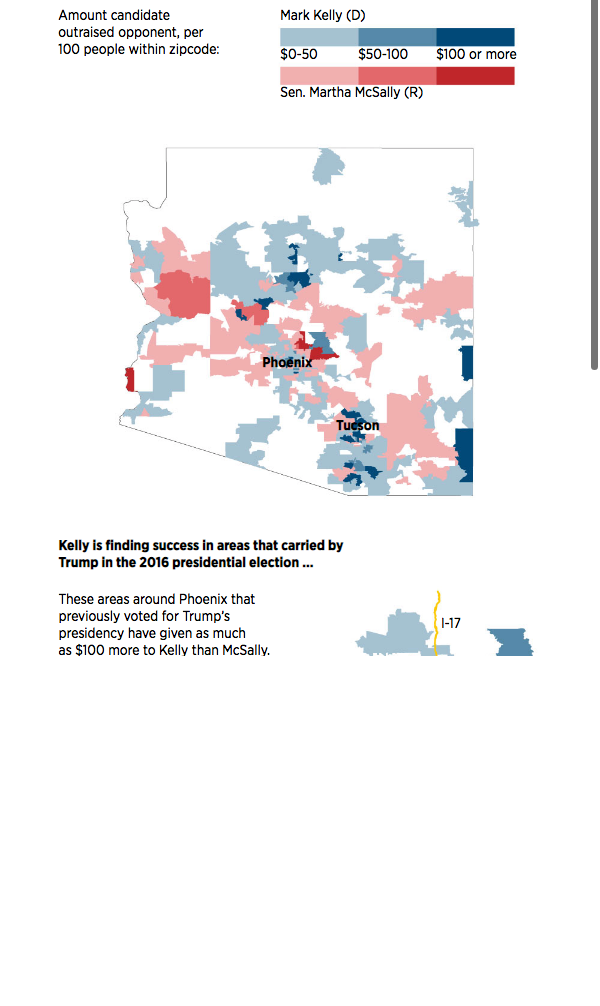 Amount candidate
outraised opponent, per
100 people within zipcode:
Mark Kelly (D)
$0-50 $50-100 $100 or more
Sen. Martha McSally (R)
Phoenix
Tucson
Kelly is finding success in areas that carried by
Trump in the 2016 presidential election ...
These areas around Phoenix that
previously voted for Trump's
presidency have given as much
as $100 more to Kelly than McSally.
I-17